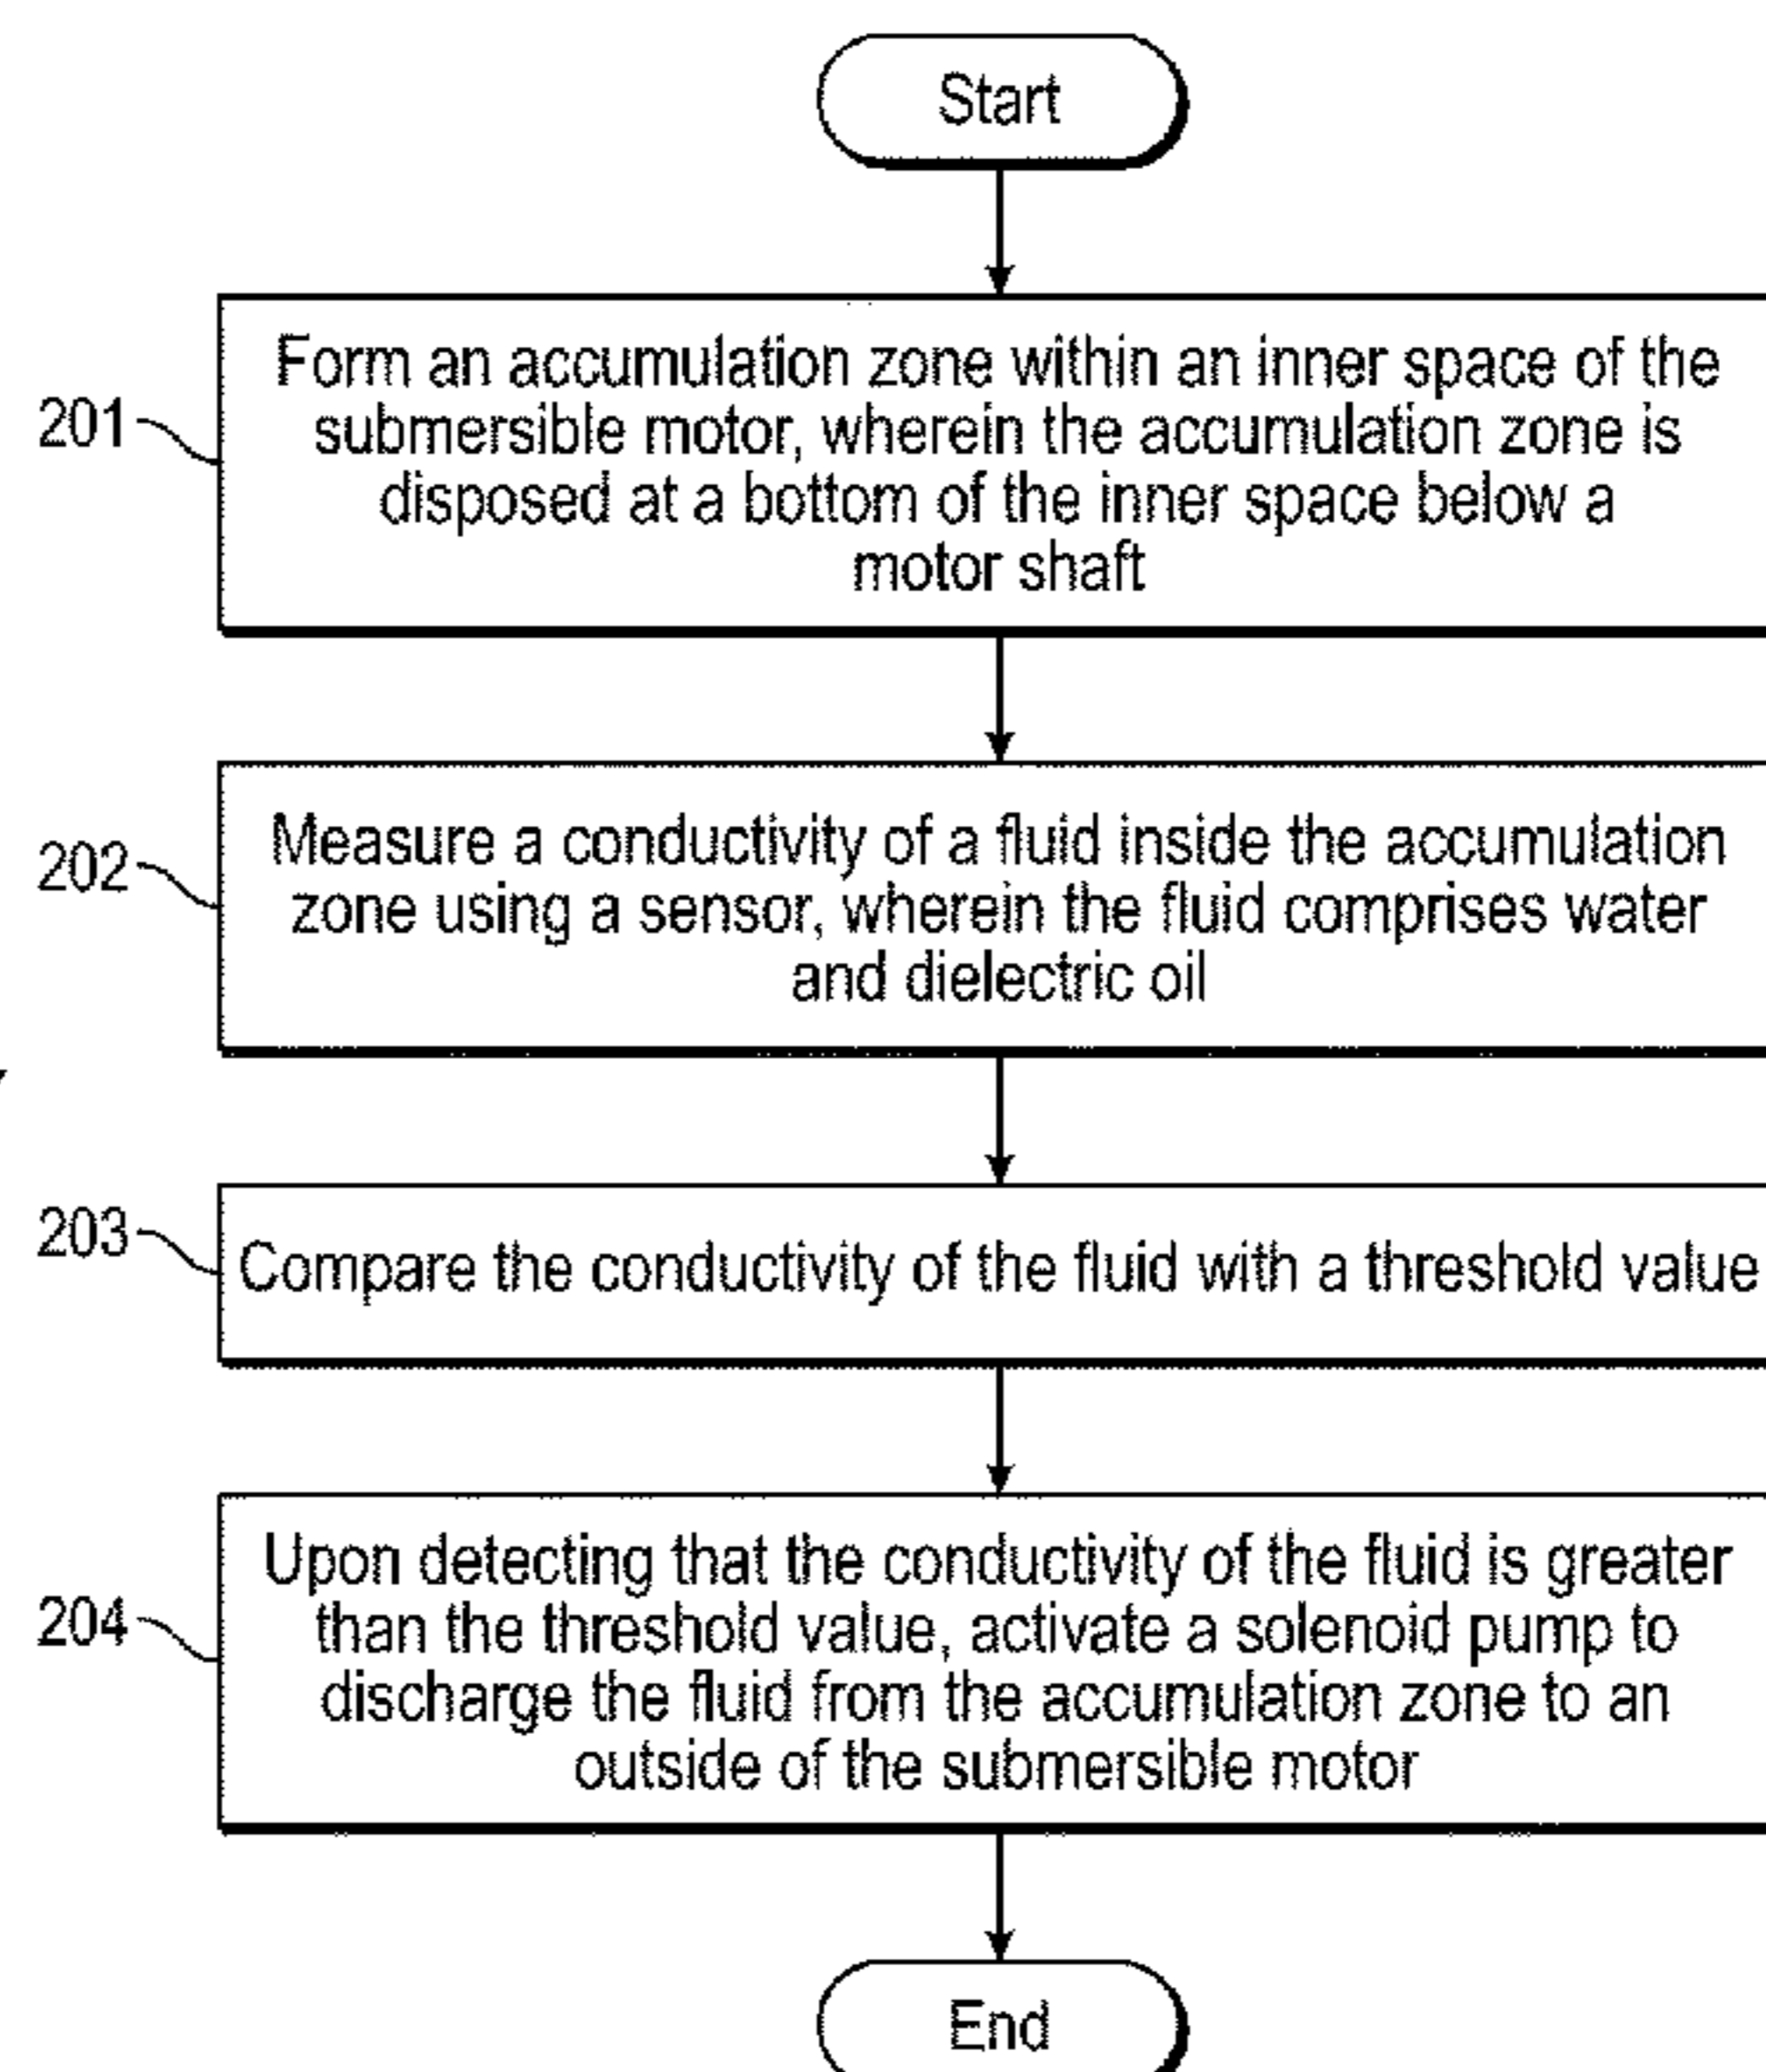 Start
Form an accumulation zone within an inner space of the
submersible motor, wherein the accumulation zone is
disposed at a bottom of the inner space below a
motor shaft
201
Measure a conductivity of a fluid inside the accumulation
zone using a sensor, wherein the fluid comprises water
and dielectric oil
202
Compare the conductivity of the fluid with a threshold value
203
Upon detecting that the conductivity of the fluid is greater
than the threshold value, activate a solenoid pump to
discharge the fluid from the accumulation zone to an
outside of the submersible motor
204
End